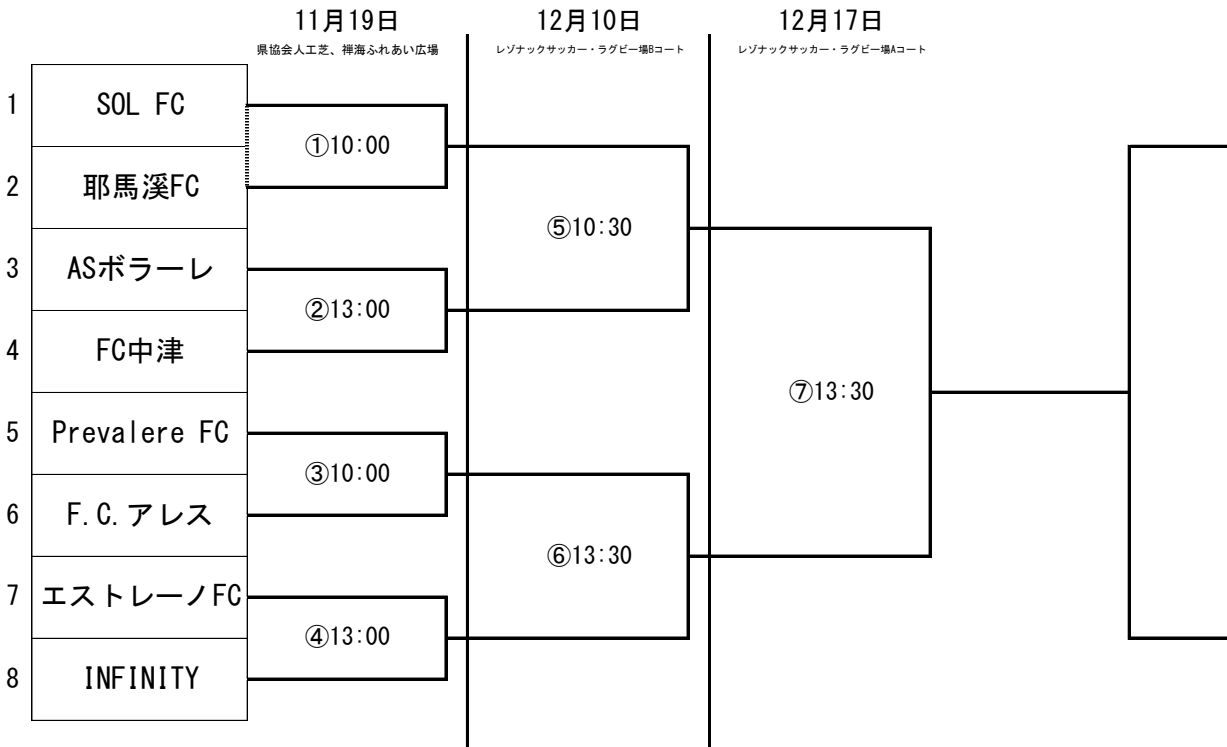 11月19日
12月10日
12月17日
県協会人工芝、禅海ふれあい広場
レゾナックサッカー・ラグビー場Bコート
レゾナックサッカー・ラグビー場Aコート
1
SOL FC
①10:00
2
耶馬溪FC
⑤10:30
3
ASボラーレ
②13:00
4
FC中津
⑦13:30
5
Prevalere FC
③10:00
6
F.C.アレス
⑥13:30
7
エストレーノFC
④13:00
8
INFINITY